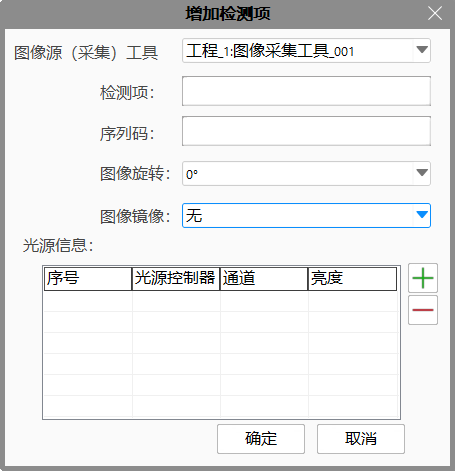 增加检测项
图像源（采集）工具 工程_1:图像采集工具_001
检测项：
序列码：
图像旋转： 0°
图像镜像： 无
光源信息：
序号 光源控制器 通道 亮度
确定 取消